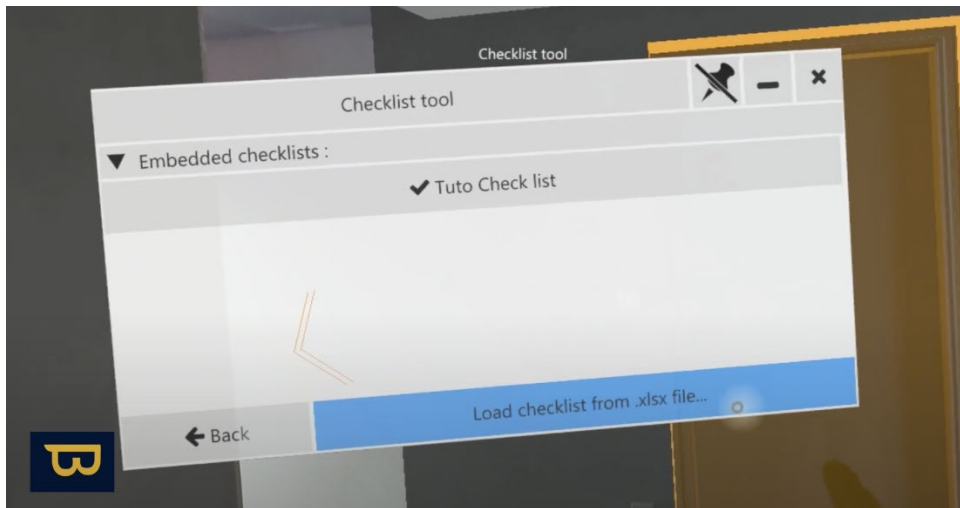 Checklist tool
Checklist tool
Embedded checklists :
Tuto Check list
Load checklist from .xlsx file...
Back